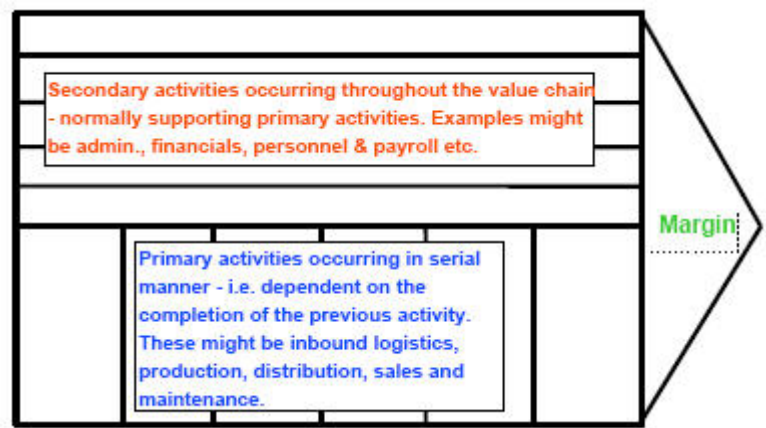 Secondary activities occurring throughout the value chain
- normally supporting primary activities. Examples might
be admin., financials, personnel & payroll etc.
Margin
Primary activities occurring in serial
manner - i.e. dependent on the
completion of the previous activity.
These might be inbound logistics,
production, distribution, sales and
maintenance.